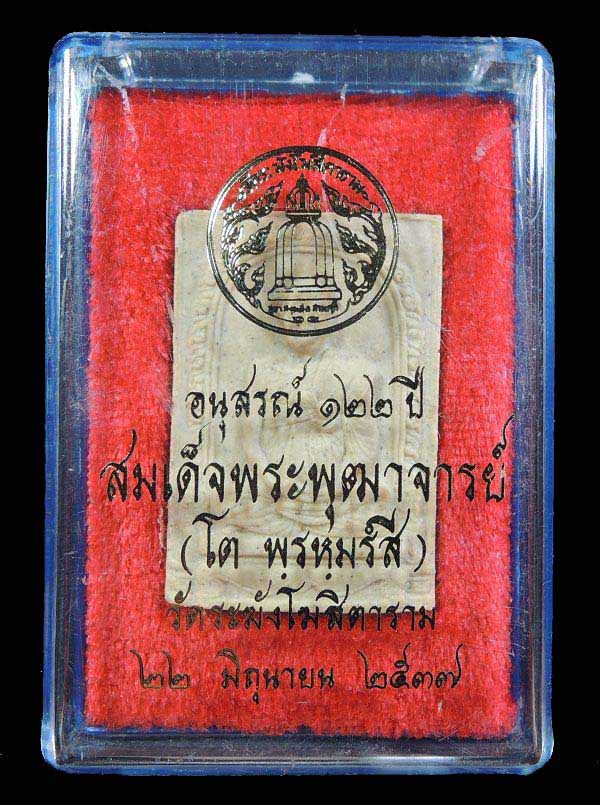 อนุสรณ์ ๑๒๒ ปี
สมเด็จพระพุฒาจารย์
(โต พฺรหฺมรํสี)
วัดระฆังโฆสิตาราม
๒๒ มิถุนายน ๒๕๓๗